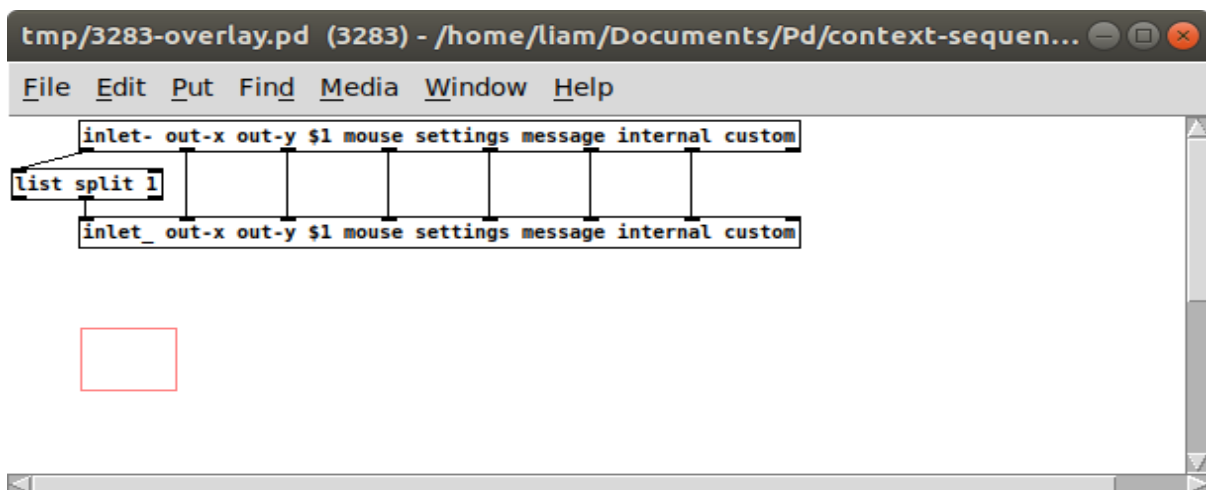 tmp/3283-overlay.pd (3283) - /home/liam/Documents/Pd/context-sequen...
File Edit Put Find Media Window Help
inlet- out-x out-y $1 mouse settings message internal custom
list split 1
inlet_ out-x out-y $1 mouse settings message internal custom